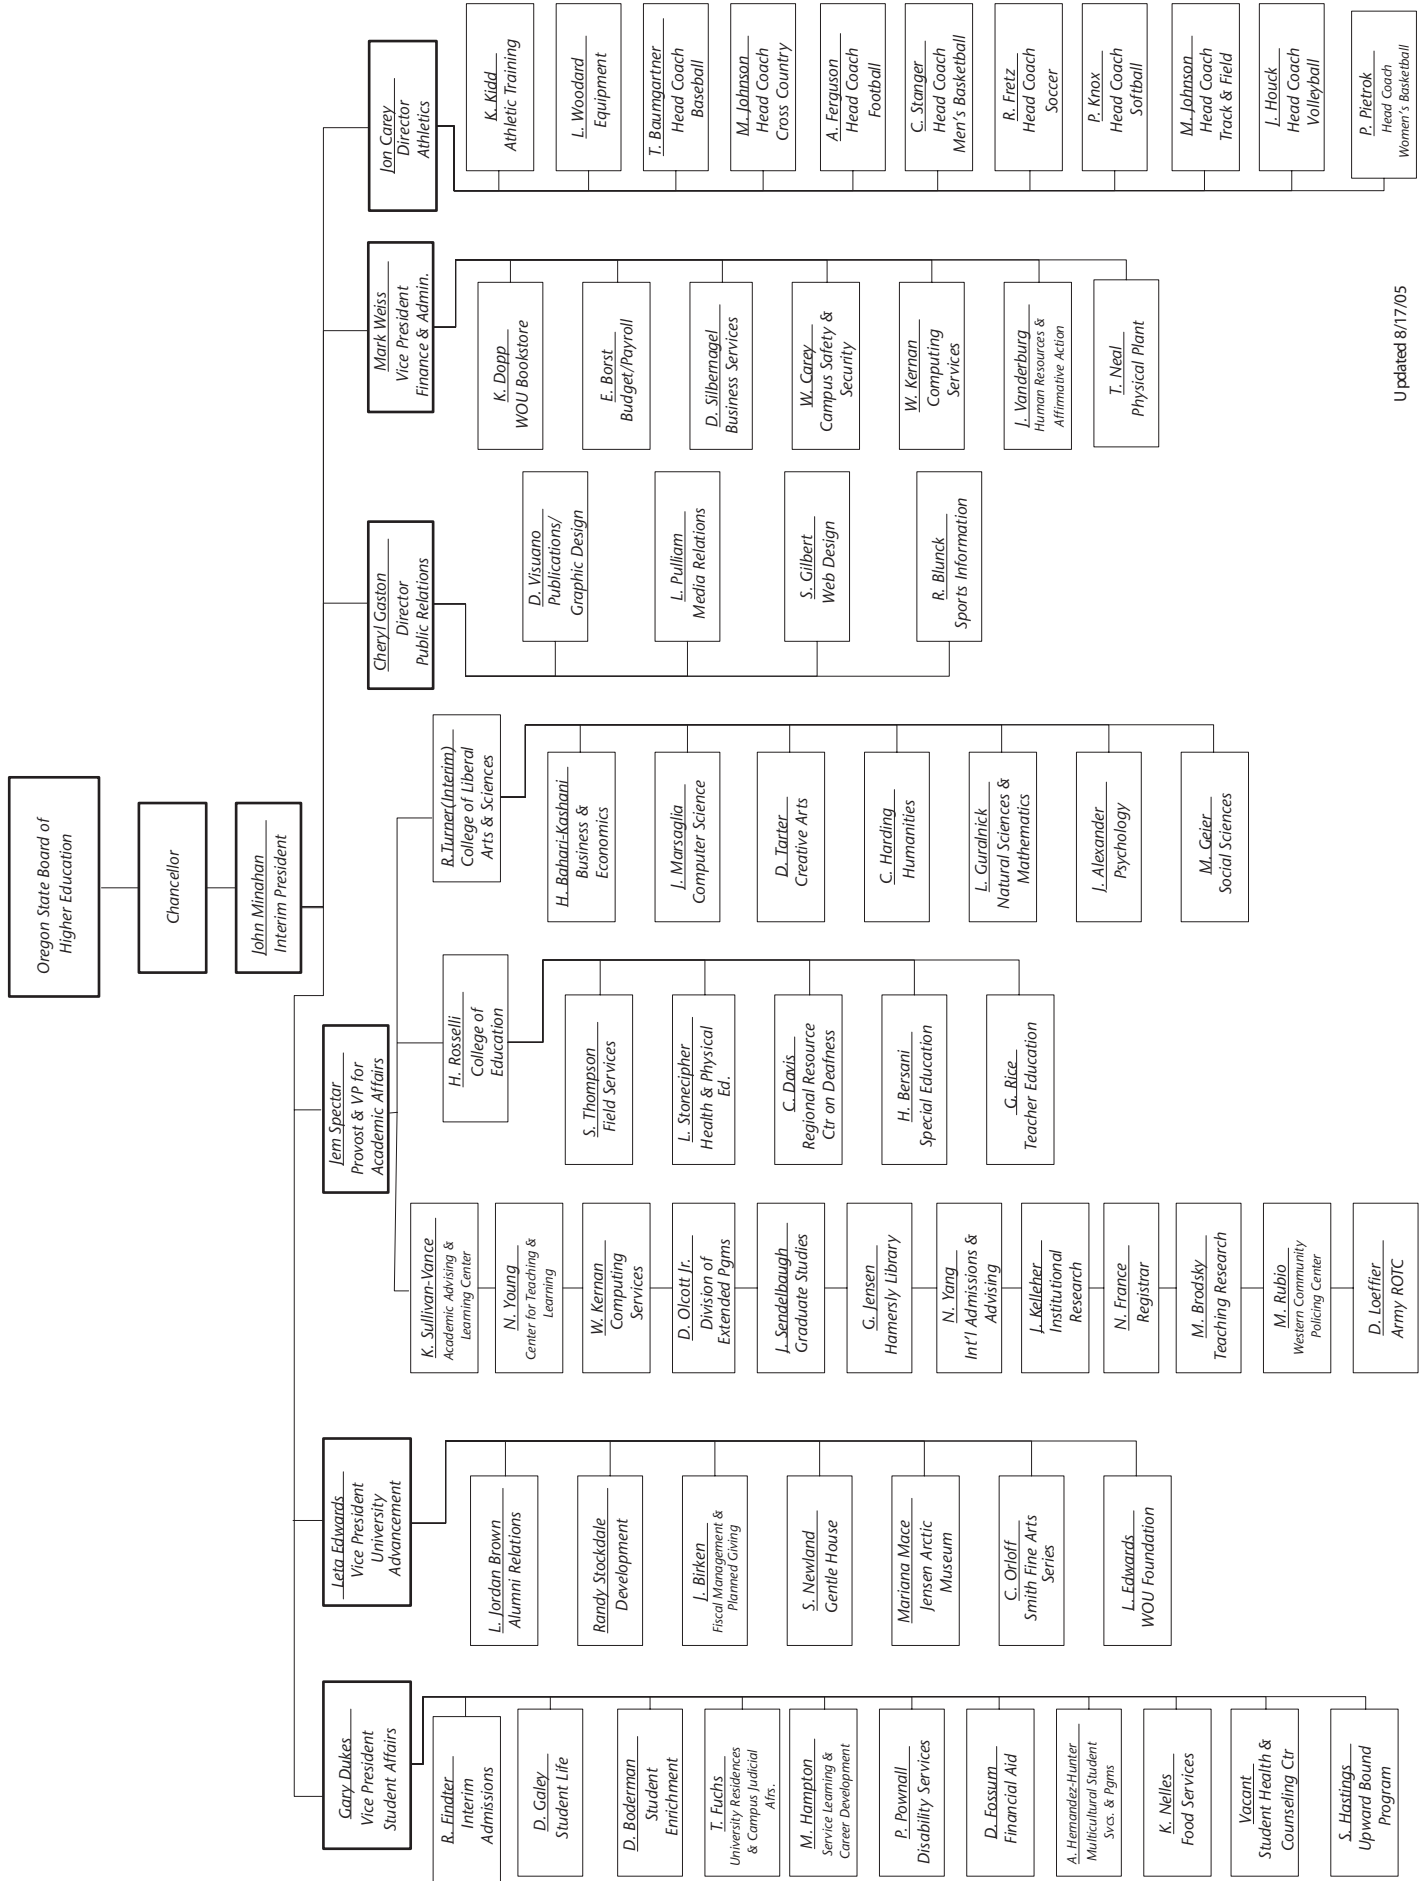 Oregon State Board of
Higher Education
Chancellor
John Minahan
Interim President
Gary Dukes
Vice President
Student Affairs
R. Findter
Interim
Admissions
D. Galey
Student Life
D. Boderman
Student
Enrichment
T. Fuchs
University Residences
& Campus Judicial
Afrs.
M. Hampton
Service Learning &
Career Development
P. Pownall
Disability Services
D. Fossum
Financial Aid
A. Hernandez-Hunter
Multicultural Student
Svcs. & Pgms
K. Nelles
Food Services
Vacant
Student Health &
Counseling Ctr
S. Hastings
Upward Bound
Program
Leta Edwards
Vice President
University
Advancement
L. Jordan Brown
Alumni Relations
Randy Stockdale
Development
J. Birken
Fiscal Management &
Planned Giving
S. Newland
Gentle House
Mariana Mace
Jensen Arctic
Museum
C. Orloff
Smith Fine Arts
Series
L. Edwards
WOU Foundation
Jem Spectar
Provost & VP for
Academic Affairs
K. Sullivan-Vance
Academic Advising &
Learning Center
N. Young
Center for Teaching &
Learning
W. Kernan
Computing
Services
D. Olcott Jr.
Division of
Extended Pgms
J. Sendelbaugh
Graduate Studies
G. Jensen
Hamersly Library
N. Yang
Int'l Admissions &
Advising
J. Kelleher
Institutional
Research
N. France
Registrar
M. Brodsky
Teaching Research
M. Rubio
Western Community
Policing Center
D. Loeffier
Army ROTC
H. Rosselli
College of
Education
S. Thompson
Field Services
L. Stonecipher
Health & Physical
Ed.
C. Davis
Regional Resource
Ctr on Deafness
H. Bersani
Special Education
G. Rice
Teacher Education
R.Turner(Interim)
College of Liberal
Arts & Sciences
H. Bahari-Kashani
Business &
Economics
J. Marsaglia
Computer Science
D. Tarter
Creative Arts
C. Harding
Humanities
L. Guralnick
Natural Sciences &
Mathematics
J. Alexander
Psychology
M. Geier
Social Sciences
Cheryl Gaston
Director
Public Relations
D. Visuano
Publications/
Graphic Design
L. Pulliam
Media Relations
S. Gilbert
Web Design
R. Blunck
Sports Information
Mark Weiss
Vice President
Finance & Admin.
K. Dopp
WOU Bookstore
E. Borst
Budget/Payroll
D. Silbernagel
Business Services
W. Carey
Campus Safety &
Security
W. Kernan
Computing
Services
J. Vanderburg
Human Resources &
Affirmative Action
T. Neal
Physical Plant
Jon Carey
Director
Athletics
K. Kidd
Athletic Training
L. Woodard
Equipment
T. Baumgartner
Head Coach
Baseball
M. Johnson
Head Coach
Cross Country
A. Ferguson
Head Coach
Football
C. Stanger
Head Coach
Men's Basketball
R. Fretz
Head Coach
Soccer
P. Knox
Head Coach
Softball
M. Johnson
Head Coach
Track & Field
J. Houck
Head Coach
Volleyball
P. Pietrok
Head Coach
Women's Basketball
Updated 8/17/05